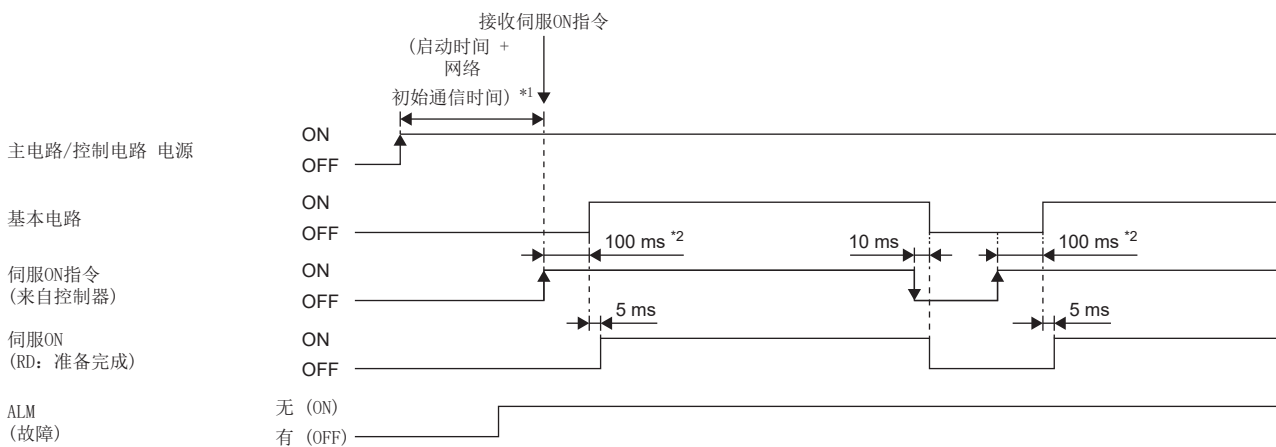 接收伺服ON指令
(启动时间 +
网络
初始通信时间) *1
主电路/控制电路 电源
ON
OFF
基本电路
ON
OFF
100 ms *2
10 ms
100 ms *2
伺服ON指令
(来自控制器)
ON
OFF
5 ms
5 ms
伺服ON
(RD: 准备完成)
ON
OFF
ALM
(故障)
无 (ON)
有 (OFF)